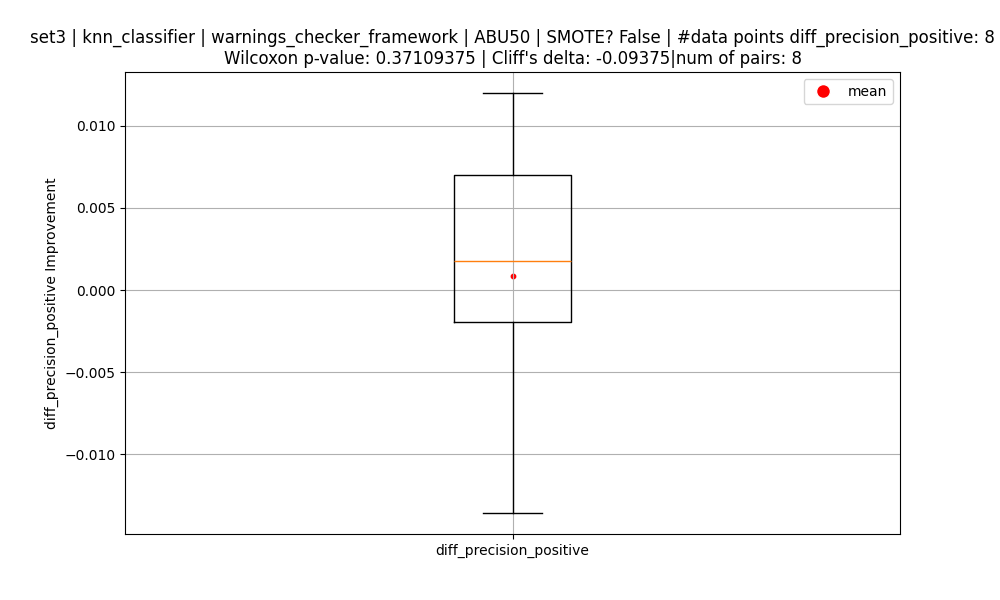 set3 | knn_classifier | warnings_checker_framework | ABU50 | SMOTE? False | #data points diff_precision_positive: 8
Wilcoxon p-value: 0.37109375 | Cliff's delta: -0.09375|num of pairs: 8
mean
0.010
0.005
0.000
−0.005
−0.010
diff_precision_positive Improvement
diff_precision_positive